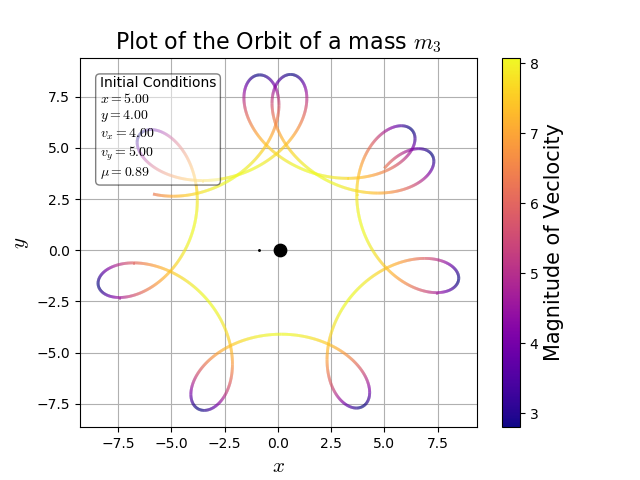 Plot of the Orbit of a mass m₃
Initial Conditions
x = 5.00
y = 4.00
vₓ = 4.00
v_y = 5.00
μ = 0.89
7.5
5.0
2.5
0.0
−2.5
−5.0
−7.5
y
−7.5 −5.0 −2.5 0.0 2.5 5.0 7.5
x
8
7
6
5
4
3
Magnitude of Veclocity